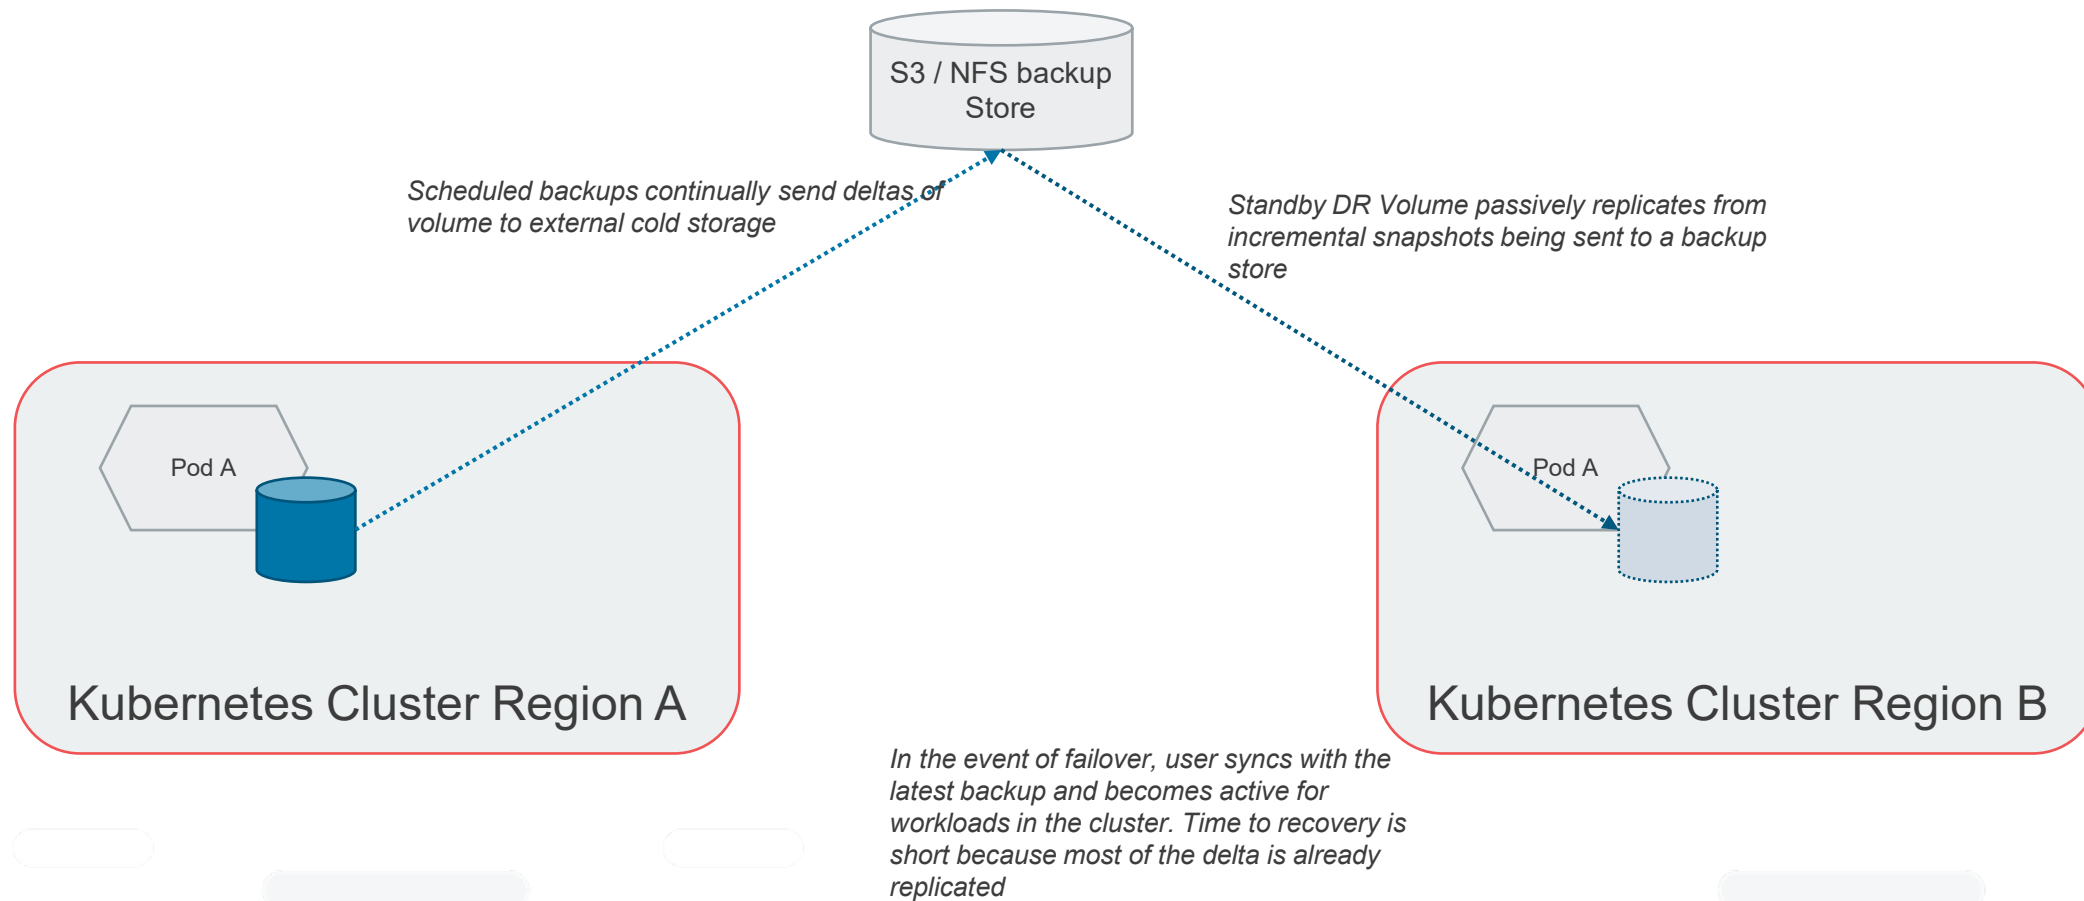 S3 / NFS backup
Store
Scheduled backups continually send deltas of
volume to external cold storage
Standby DR Volume passively replicates from
incremental snapshots being sent to a backup
store
Pod A
Pod A
Kubernetes Cluster Region A
Kubernetes Cluster Region B
In the event of failover, user syncs with the
latest backup and becomes active for
workloads in the cluster. Time to recovery is
short because most of the delta is already
replicated